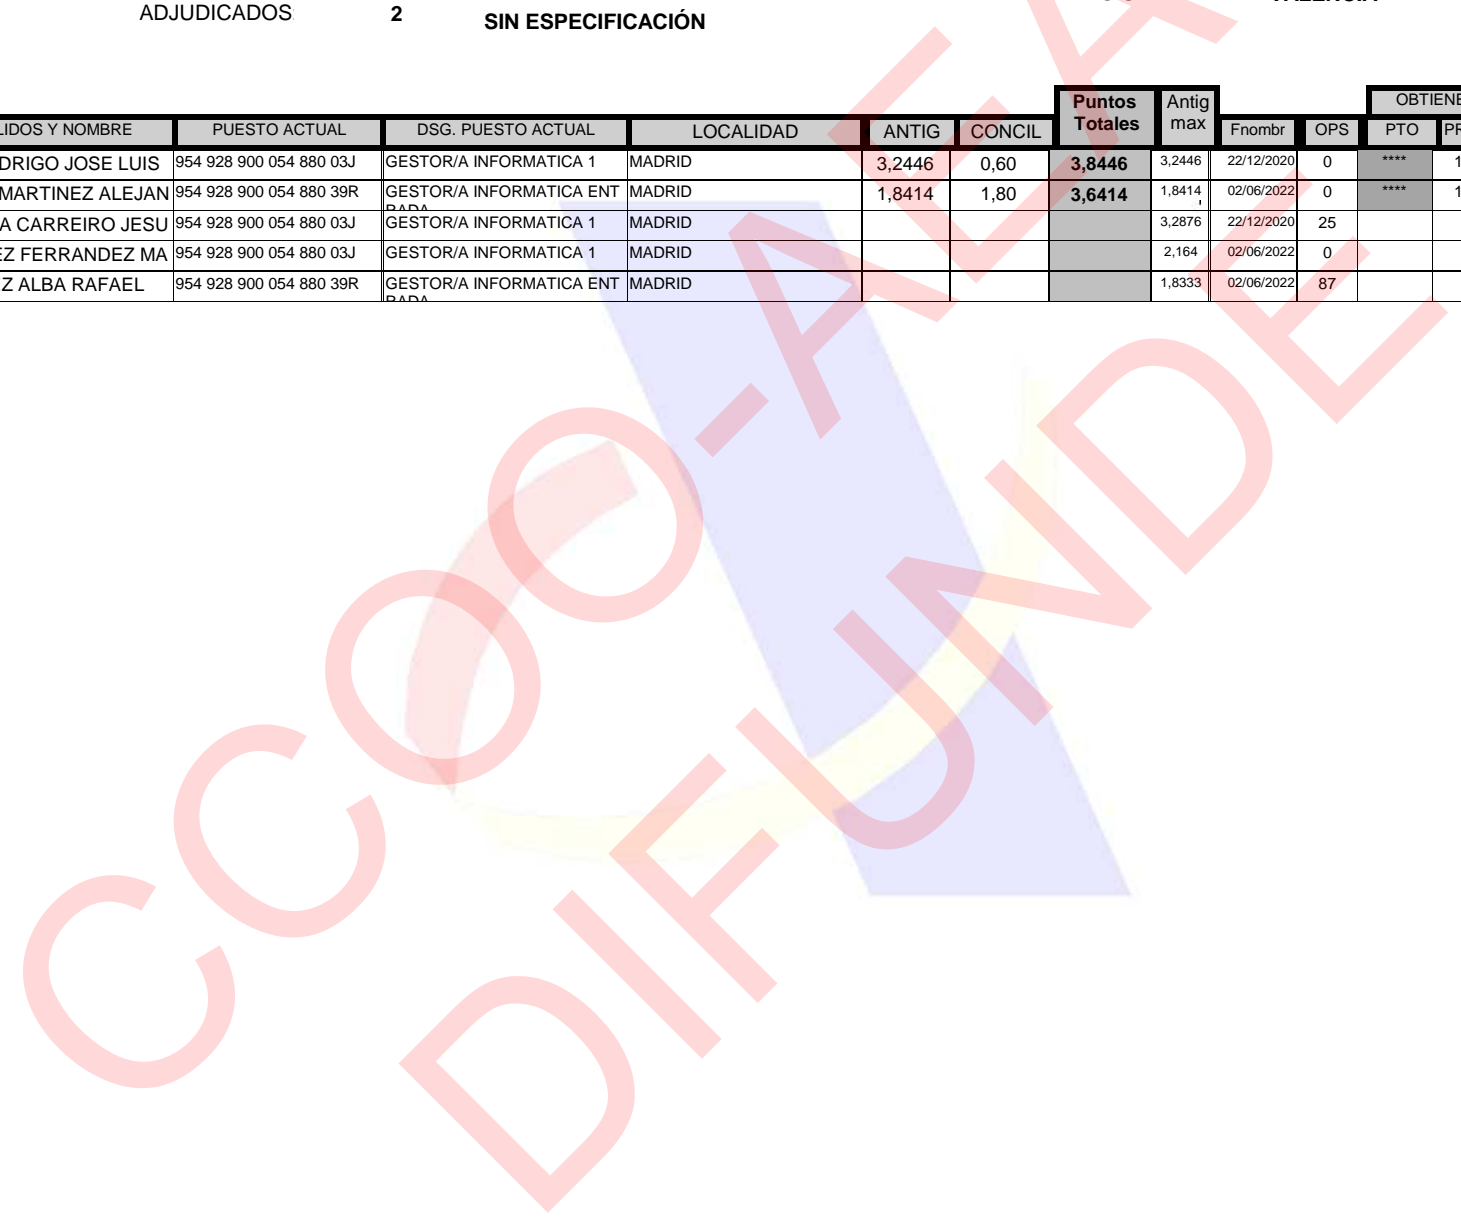 ADJUDICADOS 2 SIN ESPECIFICACIÓN
Puntos Totales Antig max OBTIENE
LIDOS Y NOMBRE PUESTO ACTUAL DSG. PUESTO ACTUAL LOCALIDAD ANTIG CONCIL Fnombr OPS PTO PR
DRIGO JOSE LUIS 954 928 900 054 880 03J GESTOR/A INFORMATICA 1 MADRID 3,2446 0,60 3,8446 3,2446 22/12/2020 0 **** 1
MARTINEZ ALEJAN 954 928 900 054 880 39R GESTOR/A INFORMATICA ENT RADA MADRID 1,8414 1,80 3,6414 1,8414 02/06/2022 0 **** 1
A CARREIRO JESU 954 928 900 054 880 03J GESTOR/A INFORMATICA 1 MADRID 3,2876 22/12/2020 25
EZ FERRANDEZ MA 954 928 900 054 880 03J GESTOR/A INFORMATICA 1 MADRID 2,164 02/06/2022 0
Z ALBA RAFAEL 954 928 900 054 880 39R GESTOR/A INFORMATICA ENT RADA MADRID 1,8333 02/06/2022 87
CCOO-AEA
DIFUNDE